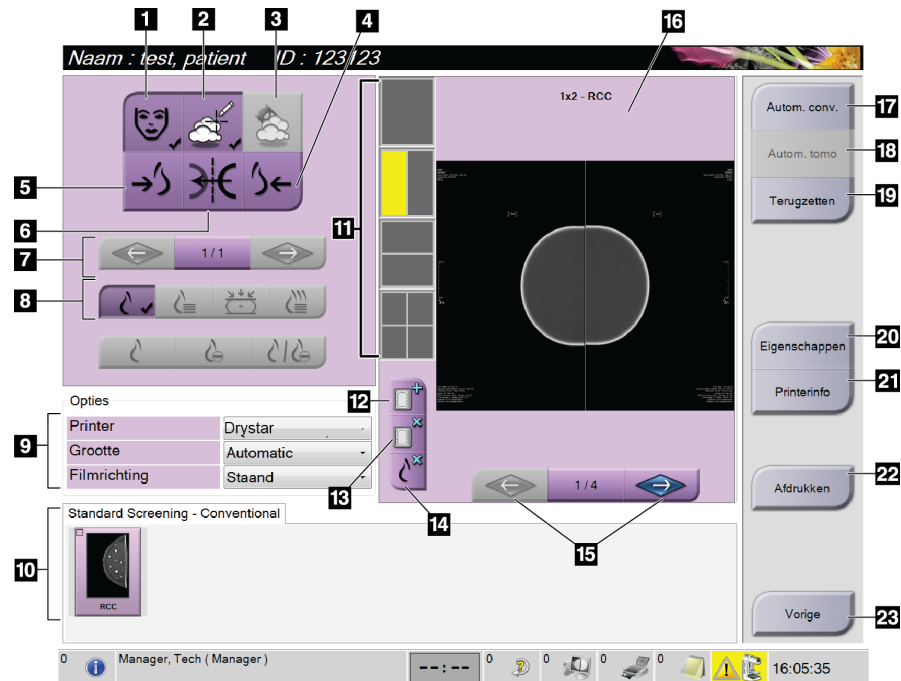 1
2
3
4
16
Naam : test, patient ID : 123123
1x2 - RCC
Autom. conv.
17
Autom. tomo
18
5
Terugzetten
19
6
11
7
1/1
8
Eigenschappen
20
Printerinfo
21
Opties
12
9
Printer
Drystar
Grootte
Automatic
Filmrichting
Staand
13
1/4
Afdrukken
22
14
15
Standard Screening - Conventional
10
RCC
Vorige
23
0
Manager, Tech ( Manager )
--:--
0
0
0
0
16:05:35